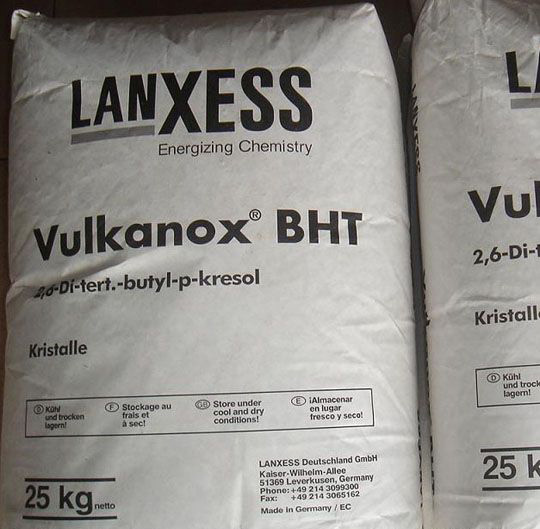 LANXESS
Energizing Chemistry
Vulkanox® BHT
2,6-Di-tert.-butyl-p-kresol
Kristalle
D Kühl
und trocken
lagern!
F Stockage au
frais et
à sec!
GB Store under
cool and dry
conditions!
E ¡Almacenar
en lugar
fresco y seco!
25 kg netto
LANXESS Deutschland GmbH
Kaiser-Wilhelm-Allee
51369 Leverkusen, Germany
Phone: +49 214 3099300
Fax: +49 214 3065162
Made in Germany / EC
L
Vul
2,6-Di-t
Kristall
D Kühl
und trock
lagern!
25 k